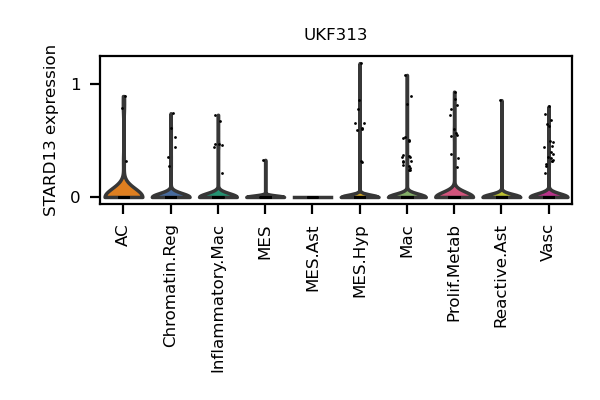 UKF313
STARD13 expression
1
0
AC
Chromatin.Reg
Inflammatory.Mac
MES
MES.Ast
MES.Hyp
Mac
Prolif.Metab
Reactive.Ast
Vasc